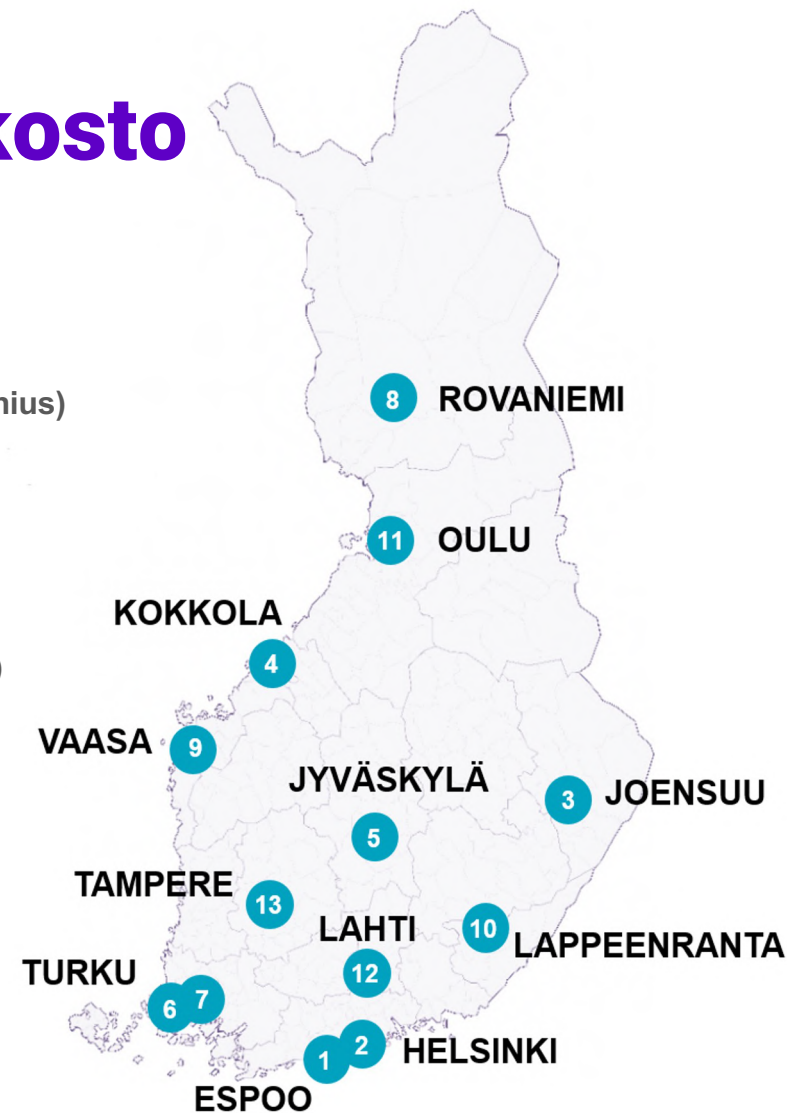 kosto
nius)
8 ROVANIEMI
11 OULU
KOKKOLA
4
)
VAASA 9
JYVÄSKYLÄ
3 JOENSUU
5
TAMPERE
13
LAHTI
10
LAPPEENRANTA
TURKU
12
6 7
2 HELSINKI
1
ESPOO